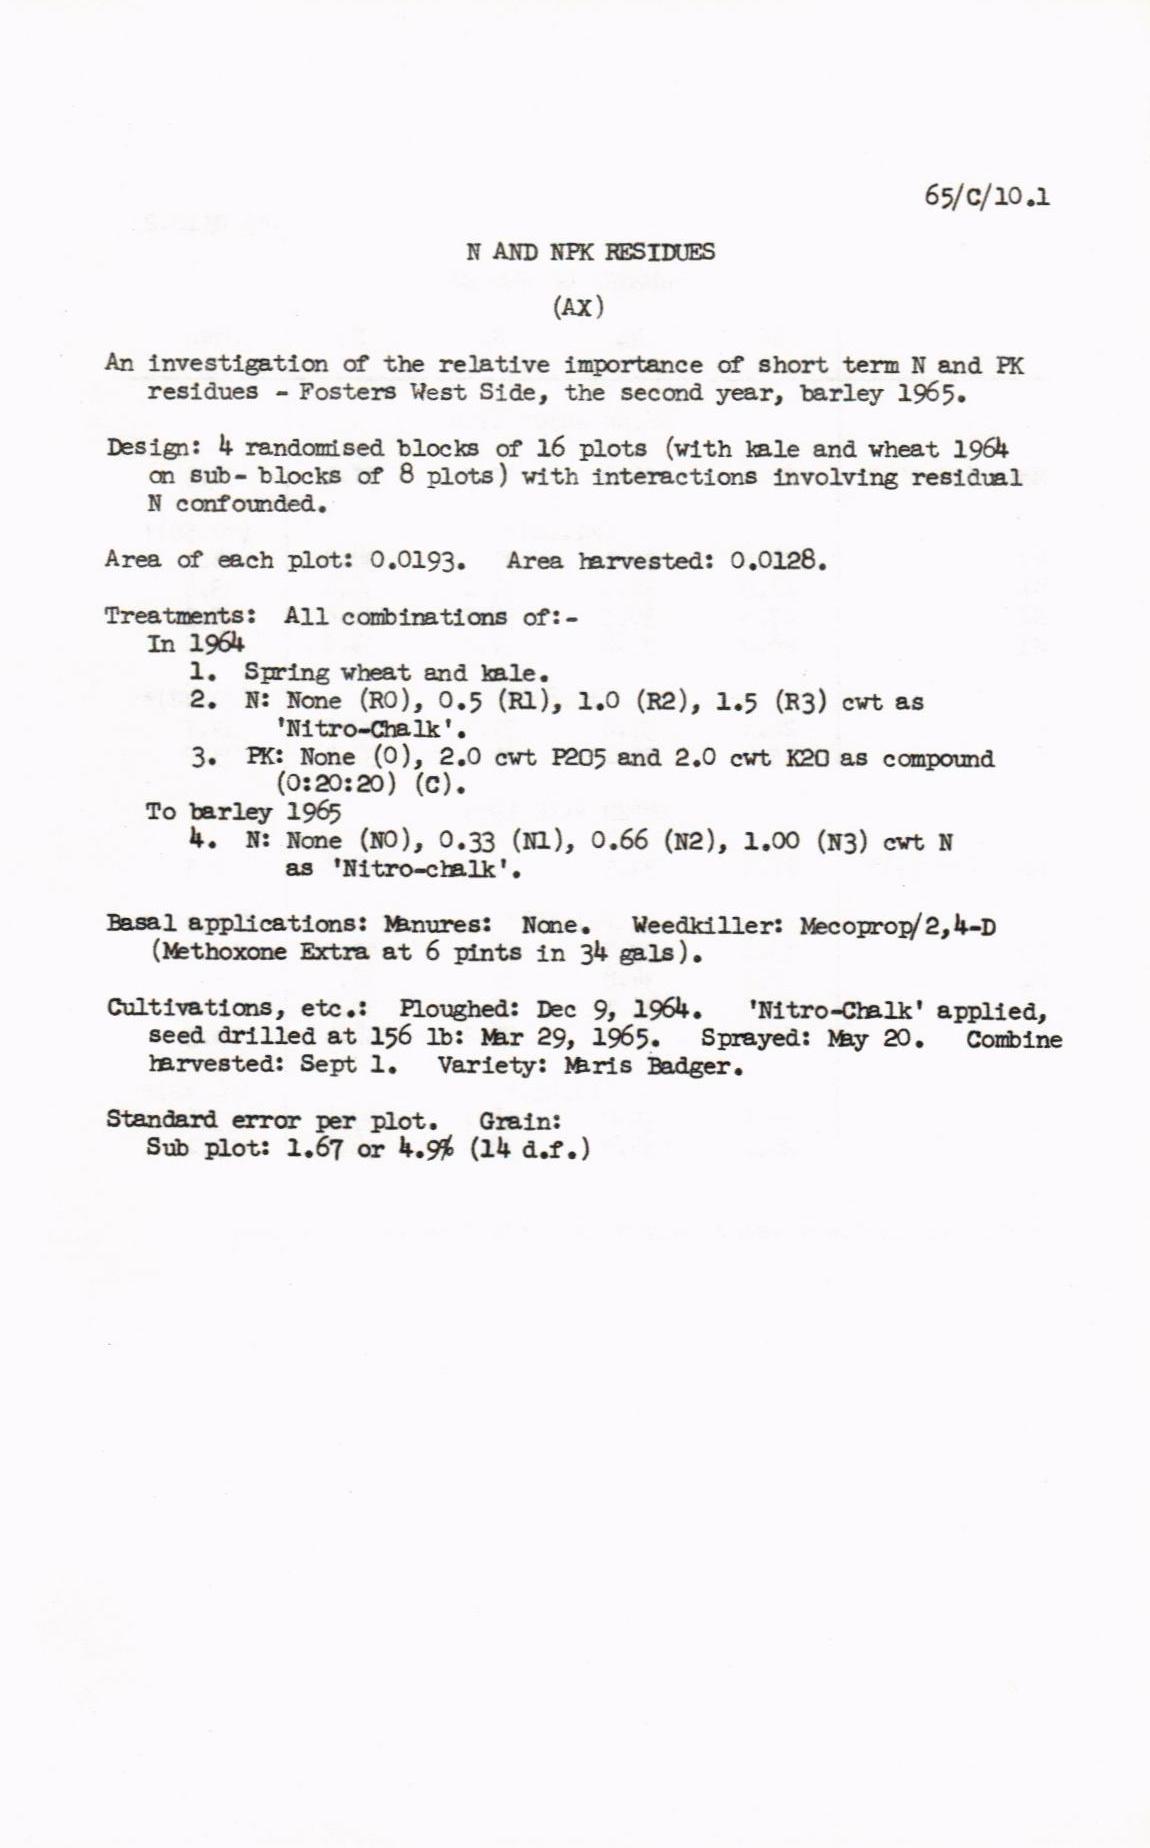 65/C/10.1
N AND NPK RESIDUES
(AX)
An investigation of the relative importance of short term N and PK
residues - Fosters West Side, the second year, barley 1965.
Design: 4 randomised blocks of 16 plots (with kale and wheat 1964
on sub- blocks of 8 plots) with interactions involving residual
N confounded.
Area of each plot: 0.0193. Area harvested: 0.0128.
Treatments: All combinations of:-
In 1964
1. Spring wheat and kale.
2. N: None (R0), 0.5 (R1), 1.0 (R2), 1.5 (R3) cwt as
'Nitro-Chalk'.
3. PK: None (0), 2.0 cwt P2O5 and 2.0 cwt K2O as compound
(0:20:20) (C).
To barley 1965
4. N: None (N0), 0.33 (N1), 0.66 (N2), 1.00 (N3) cwt N
as 'Nitro-chalk'.
Basal applications: Manures: None. Weedkiller: Mecoprop/2,4-D
(Methoxone Extra at 6 pints in 34 gals).
Cultivations, etc.: Ploughed: Dec 9, 1964. 'Nitro-Chalk' applied,
seed drilled at 156 lb: Mar 29, 1965. Sprayed: May 20. Combine
harvested: Sept 1. Variety: Maris Badger.
Standard error per plot. Grain:
Sub plot: 1.67 or 4.9% (14 d.f.)